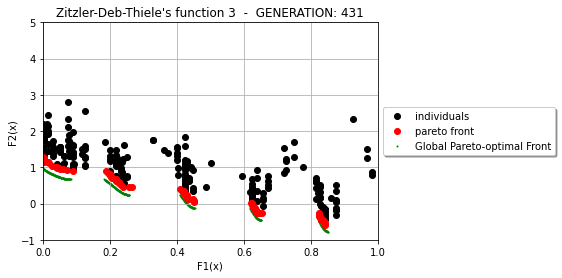 Zitzler-Deb-Thiele's function 3 - GENERATION: 431
5
4
3
2
1
0
−1
F2(x)
0.0 0.2 0.4 0.6 0.8 1.0
F1(x)
individuals
pareto front
Global Pareto-optimal Front